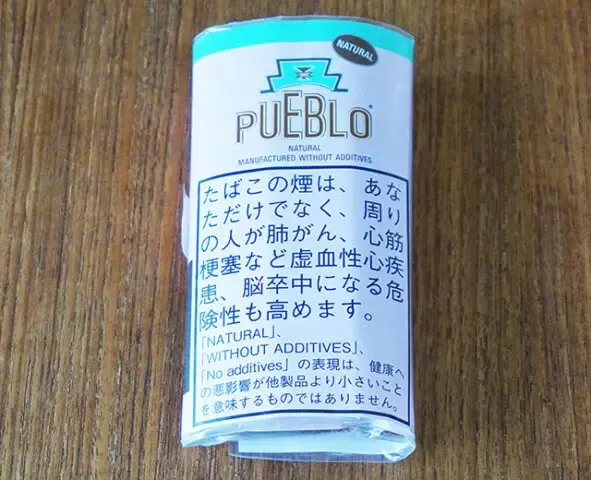 NATURAL
PUEBLO
NATURAL
MANUFACTURED WITHOUT ADDITIVES
たばこの煙は、あな
ただけでなく、周り
の人が肺がん、心筋
梗塞など虚血性心疾
患、脳卒中になる危
険性も高めます。
「NATURAL」、
「WITHOUT ADDITIVES」、
「No additives」の表現は、健康へ
の悪影響が他製品より小さいこと
を意味するものではありません。